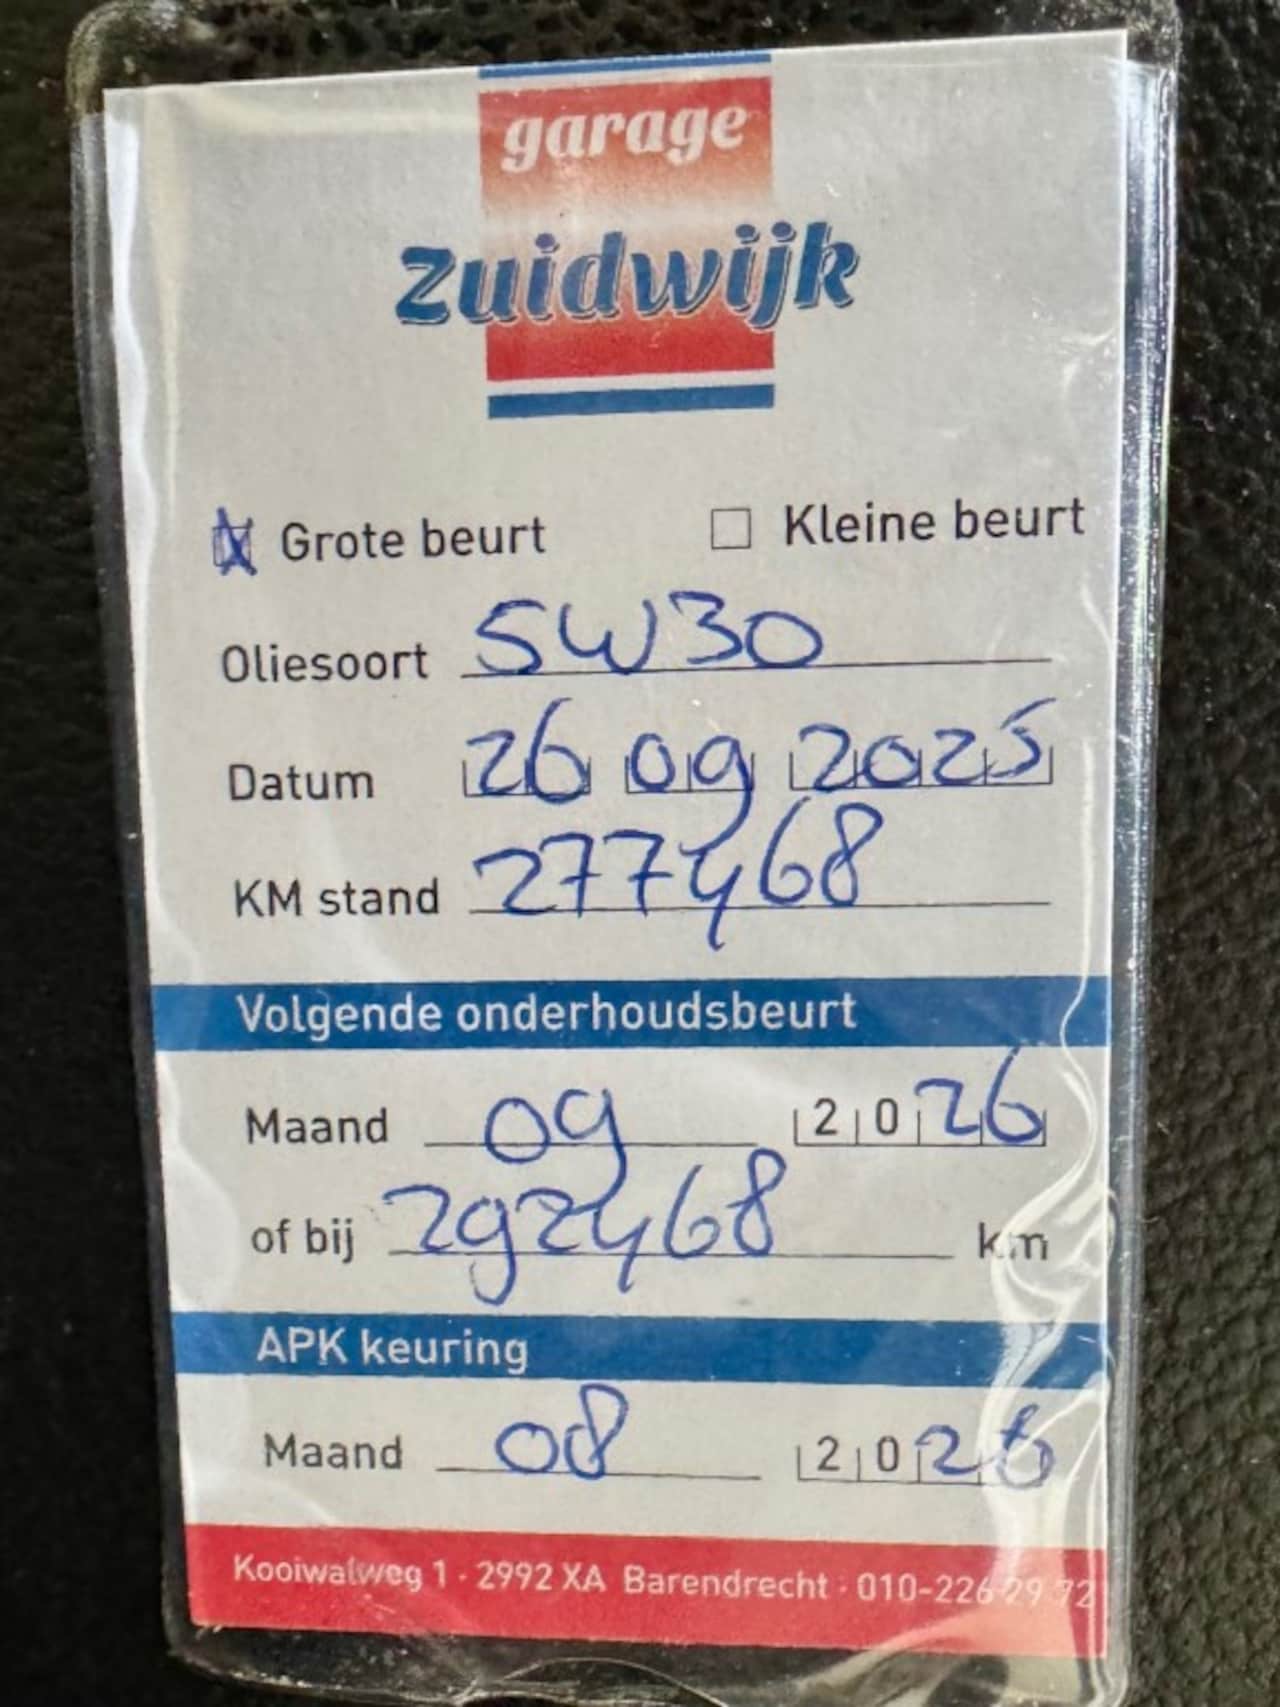 garage
Zuidwijk
Grote beurt Kleine beurt
Oliesoort 5W30
Datum 26 09 2025
KM stand 277468
Volgende onderhoudsbeurt
Maand 09 2026
of bij 292468 km
APK keuring
Maand 08 2026
Kooiwalweg 1 · 2992 XA Barendrecht · 010-226 29 72